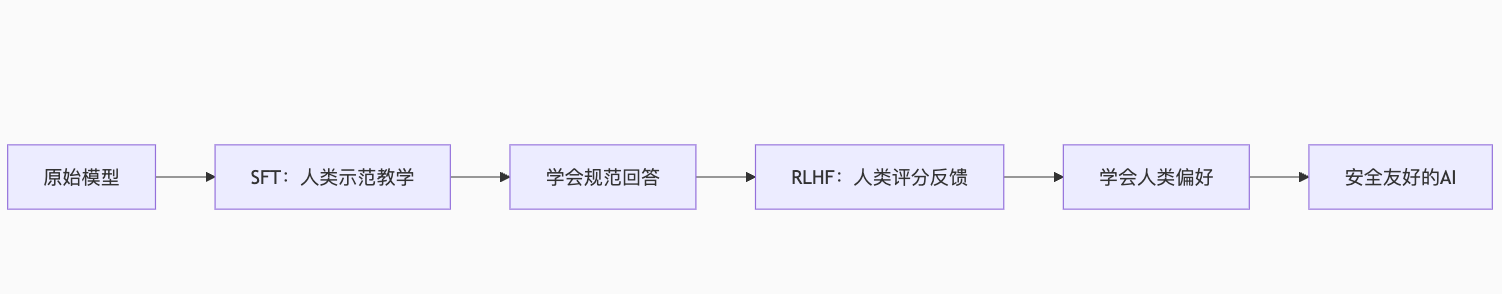 原始模型
SFT：人类示范教学
学会规范回答
RLHF：人类评分反馈
学会人类偏好
安全友好的AI